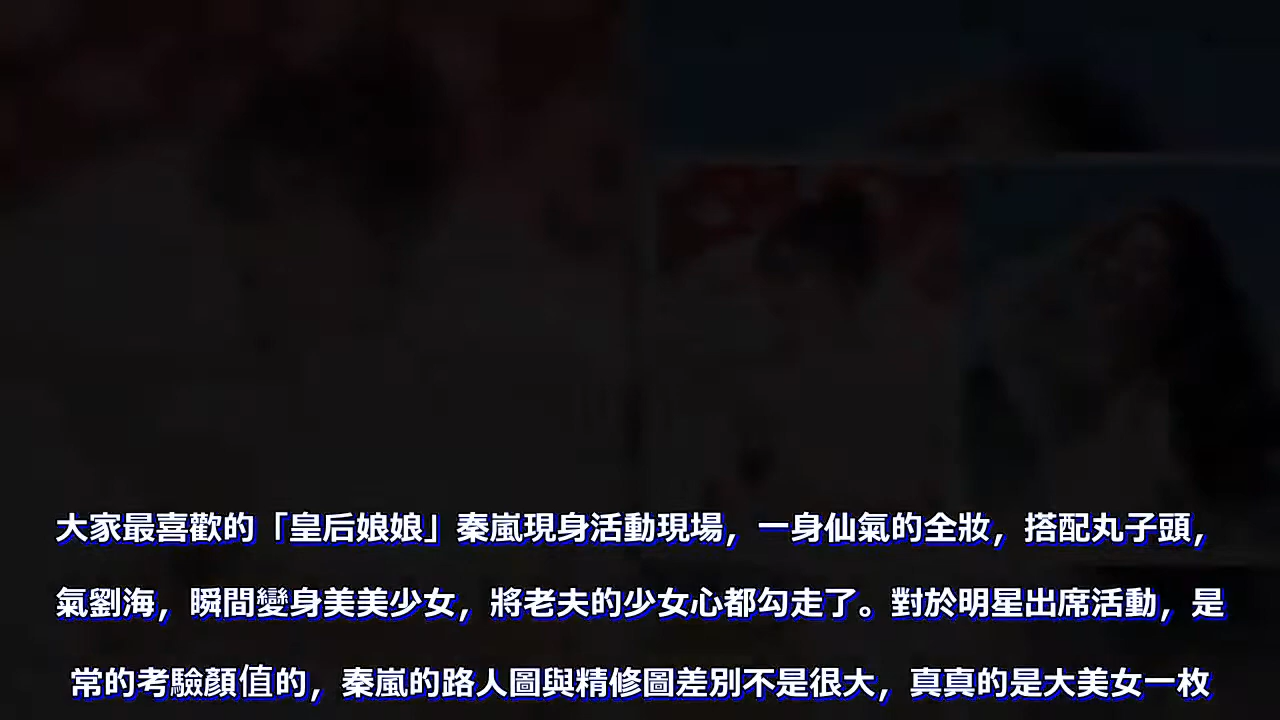 大家最喜歡的「皇后娘娘」秦嵐現身活動現場，一身仙氣的全妝，搭配丸子頭，
氣劉海，瞬間變身美美少女，將老夫的少女心都勾走了。對於明星出席活動，是
常的考驗顏值的，秦嵐的路人圖與精修圖差別不是很大，真真的是大美女一枚